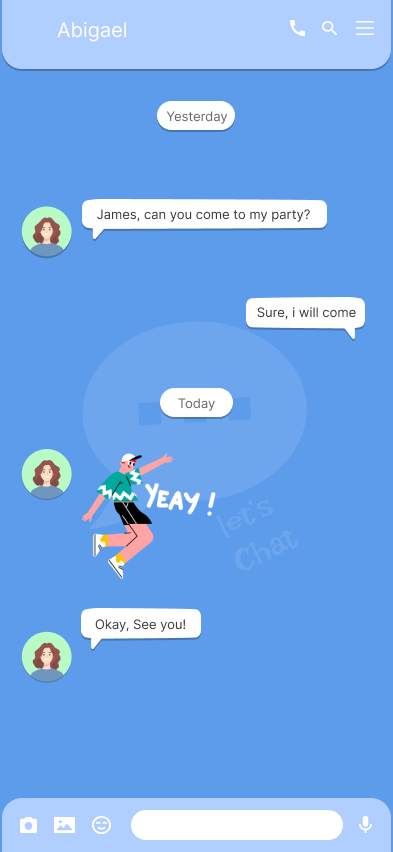 Abigael
Yesterday
James, can you come to my party?
Sure, i will come
Today
YEAY !
let's
Chat
Okay, See you!